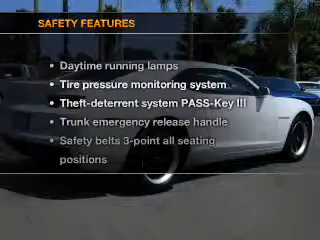 SAFETY FEATURES
• Daytime running lamps
• Tire pressure monitoring system
• Theft-deterrent system PASS-Key III
• Trunk emergency release handle
• Safety belts 3-point all seating
positions